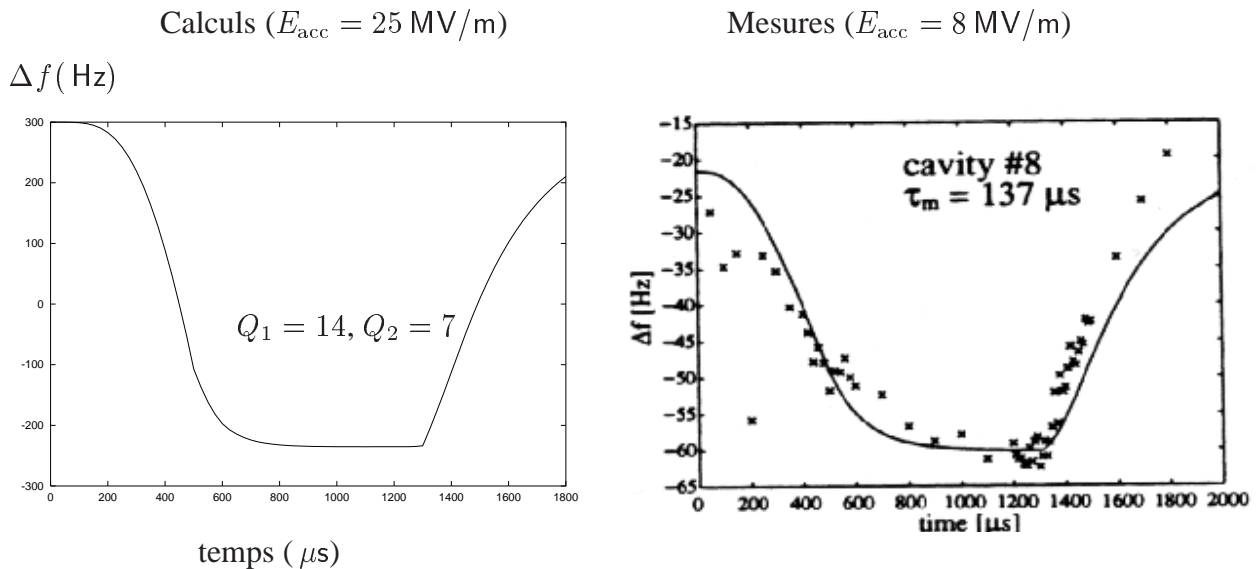 Calculs (E_acc = 25 MV/m)
Δf( Hz)
300
200
100
0
-100
-200
-300
0 200 400 600 800 1000 1200 1400 1600 1800
Q₁ = 14, Q₂ = 7
temps ( μs)
Mesures (E_acc = 8 MV/m)
−15
−20
−25
−30
−35
−40
−45
−50
−55
−60
−65
Δf [Hz]
cavity #8
τ_m = 137 μs
0 200 400 600 800 1000 1200 1400 1600 1800 2000
time [μs]